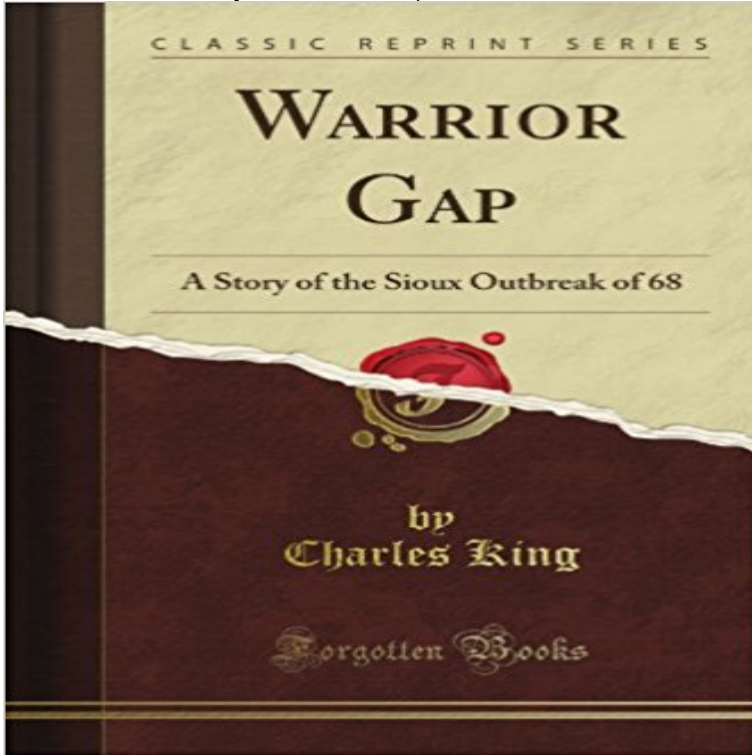 CLASSIC REPRINT SERIES
WARRIOR
GAP
A Story of the Sioux Outbreak of 68
by
Charles King
Forgotten Books